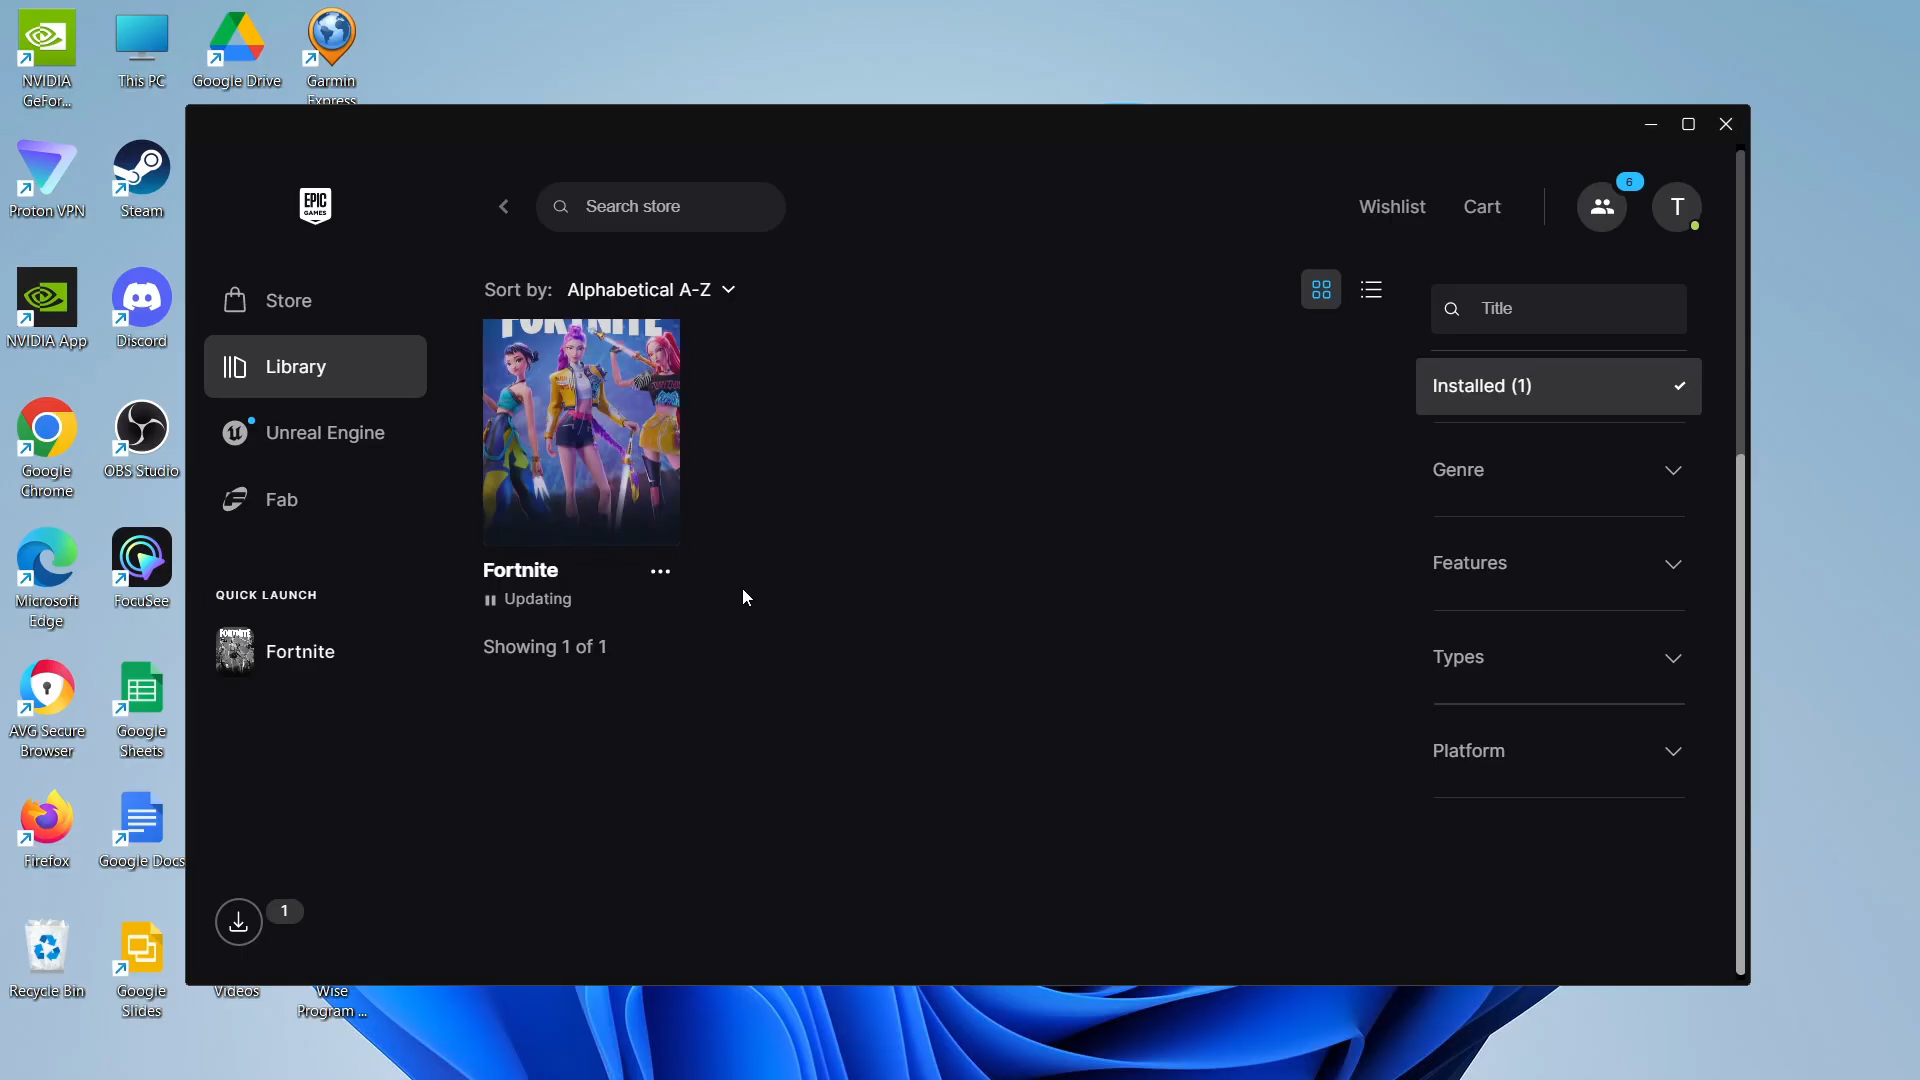 NVIDIA
GeFor...
This PC
Google Drive
Garmin
Express
Proton VPN
Steam
NVIDIA App
Discord
Google
Chrome
OBS Studio
Microsoft
Edge
FocuSee
AVG Secure
Browser
Google
Sheets
Firefox
Google Docs
Recycle Bin
Google
Slides
Videos
Wise
Program ...
EPIC
GAMES
Search store
Wishlist
Cart
6
T
Store
Library
Unreal Engine
Fab
QUICK LAUNCH
FORTNITE
Fortnite
1
Sort by: Alphabetical A-Z
FORTNITE
Fortnite
Updating
Showing 1 of 1
Title
Installed (1)
Genre
Features
Types
Platform